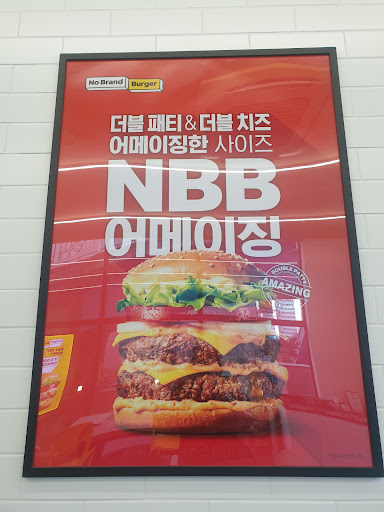 No Brand Burger
더블 패티 & 더블 치즈
어메이징한 사이즈
NBB
어메이징
DOUBLE PATTY
AMAZING